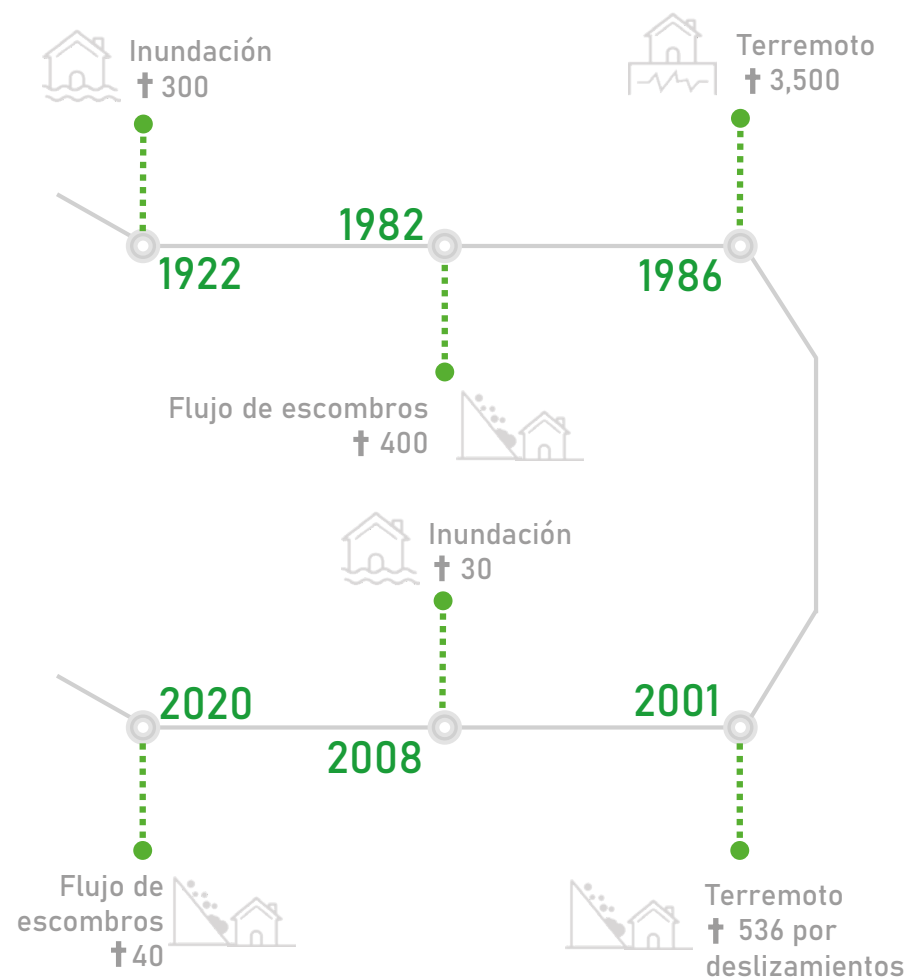 Inundación
✝ 300
1922
1982
Flujo de escombros
✝ 400
Terremoto
✝ 3,500
1986
2001
Terremoto
✝ 536 por
deslizamientos
Inundación
✝ 30
2008
2020
Flujo de
escombros
✝40